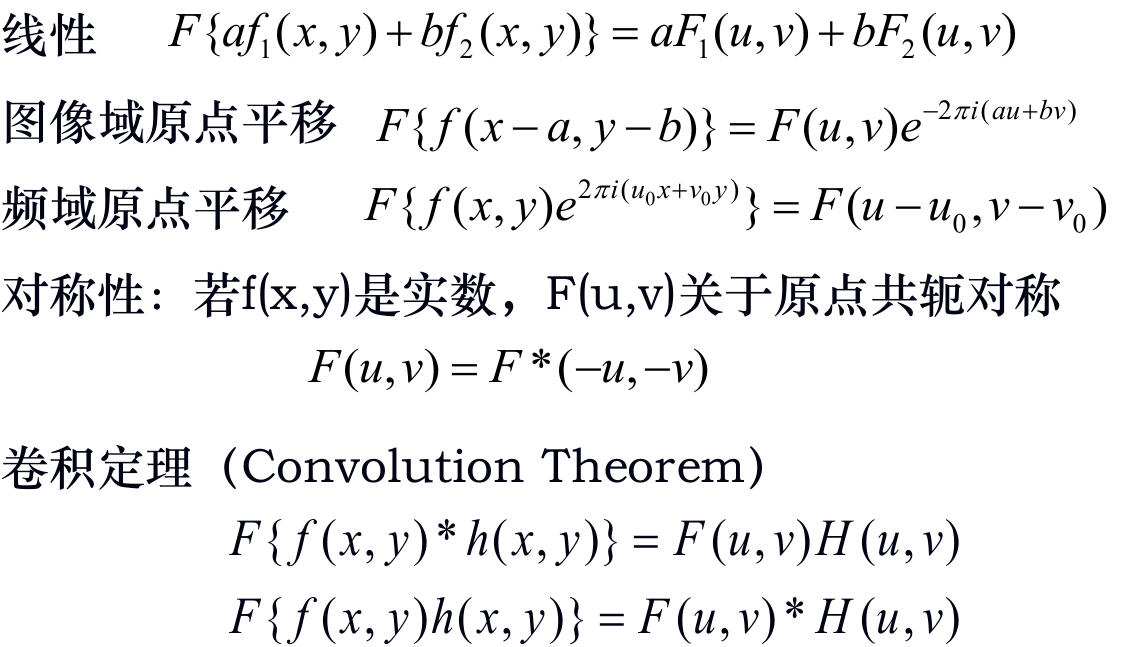 线性 F{af₁(x, y)+bf₂(x, y)} = aF₁(u, v)+bF₂(u, v)
图像域原点平移 F{f(x−a, y−b)} = F(u, v)e^{−2πi(au+bv)}
频域原点平移 F{f(x, y)e^{2πi(u₀x+v₀y)}} = F(u−u₀, v−v₀)
对称性：若f(x,y)是实数，F(u,v)关于原点共轭对称
F(u, v) = F*(−u,−v)
卷积定理（Convolution Theorem）
F{f(x, y)*h(x, y)} = F(u, v)H(u, v)
F{f(x, y)h(x, y)} = F(u, v)*H(u, v)